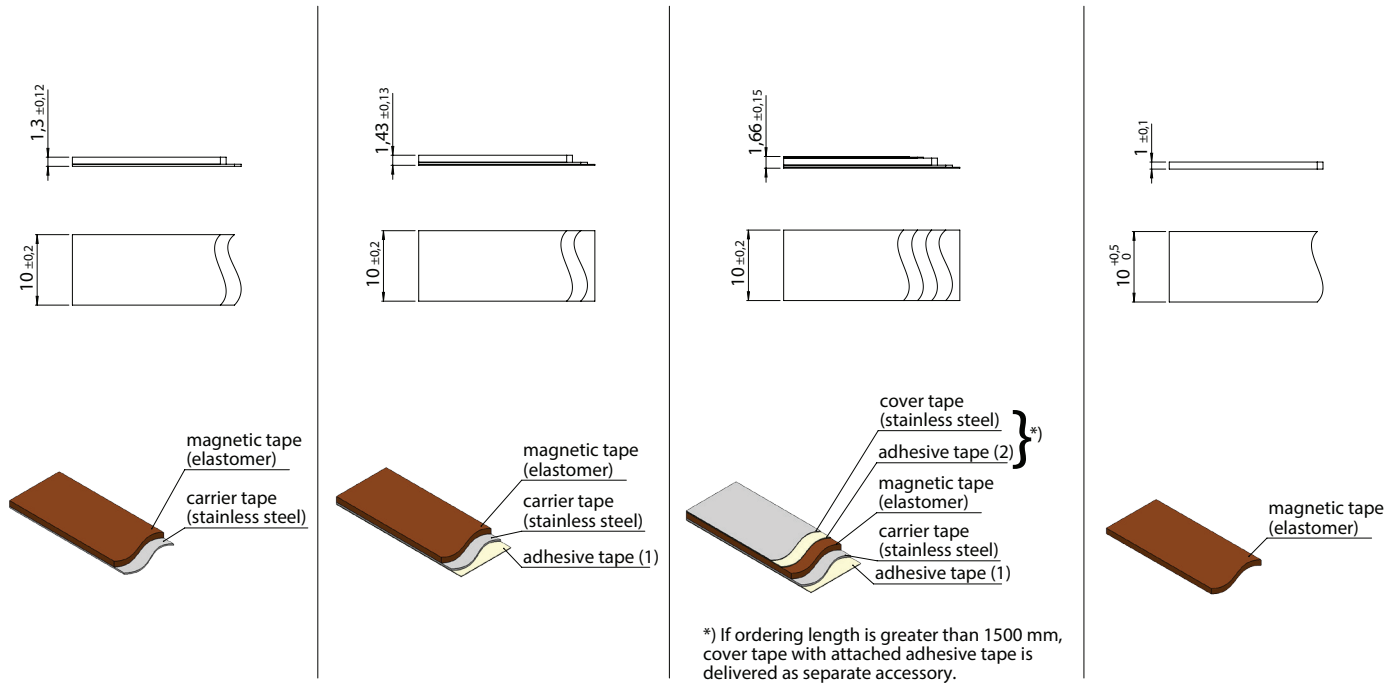 1,3 ±0,12
10 ±0,2
magnetic tape
(elastomer)
carrier tape
(stainless steel)
1,43 ±0,13
10 ±0,2
magnetic tape
(elastomer)
carrier tape
(stainless steel)
adhesive tape (1)
1,66 ±0,15
10 ±0,2
cover tape
(stainless steel)
adhesive tape (2)
} *)
magnetic tape
(elastomer)
carrier tape
(stainless steel)
adhesive tape (1)
*) If ordering length is greater than 1500 mm,
cover tape with attached adhesive tape is
delivered as separate accessory.
1 ±0,1
10 +0,5 0
magnetic tape
(elastomer)